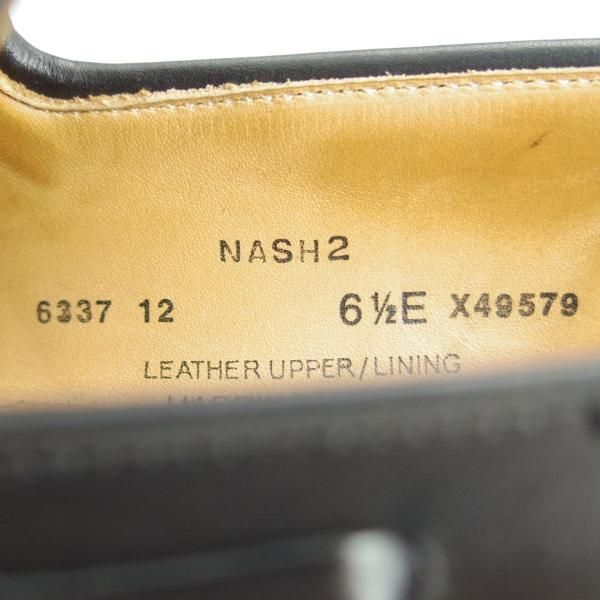 NASH2
6337 12 6½E X49579
LEATHER UPPER/LINING